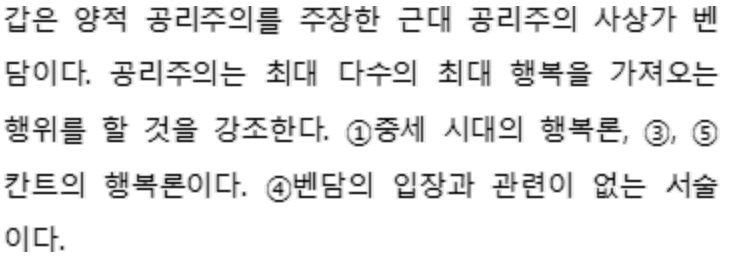 갑은 양적 공리주의를 주장한 근대 공리주의 사상가 벤
담이다. 공리주의는 최대 다수의 최대 행복을 가져오는
행위를 할 것을 강조한다. ①중세 시대의 행복론, ③, ⑤
칸트의 행복론이다. ④벤담의 입장과 관련이 없는 서술
이다.